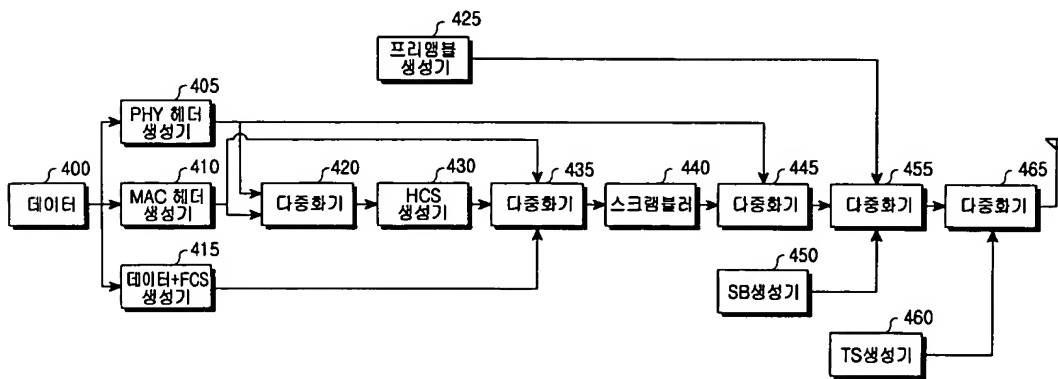 425
프리앰블
생성기
405
PHY 헤더
생성기
400
데이터
410
MAC 헤더
생성기
420
다중화기
430
HCS
생성기
435
다중화기
440
스크램블러
445
다중화기
455
다중화기
465
다중화기
415
데이터+FCS
생성기
450
SB생성기
460
TS생성기